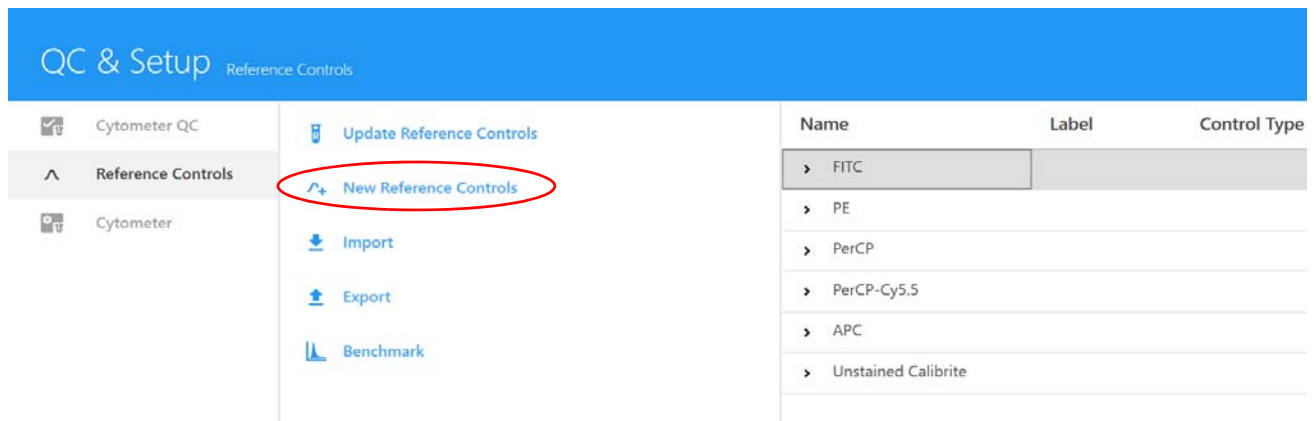 QC & Setup Reference Controls
Cytometer QC
Reference Controls
Cytometer
Update Reference Controls
New Reference Controls
Import
Export
Benchmark
Name Label Control Type
FITC
PE
PerCP
PerCP-Cy5.5
APC
Unstained Calibrite